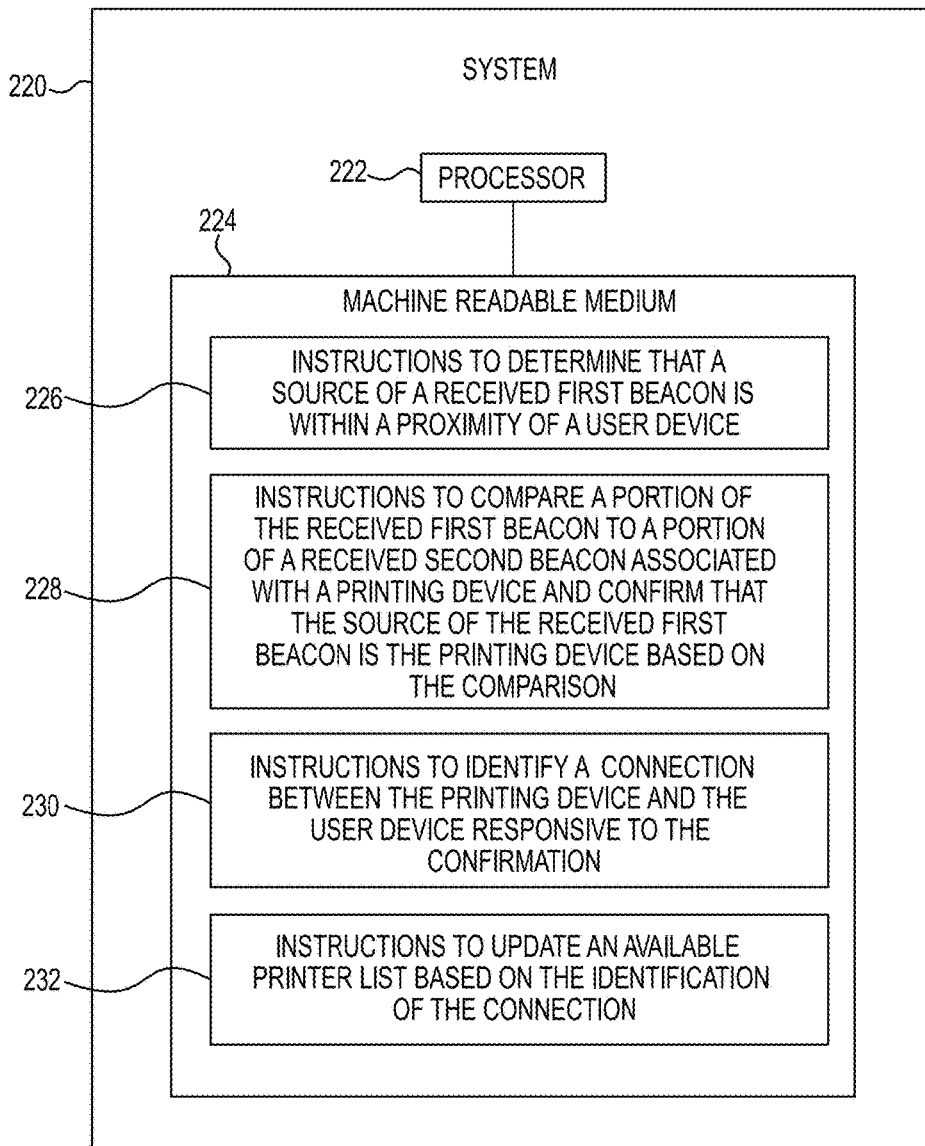 SYSTEM
220
222
PROCESSOR
224
MACHINE READABLE MEDIUM
INSTRUCTIONS TO DETERMINE THAT A
SOURCE OF A RECEIVED FIRST BEACON IS
WITHIN A PROXIMITY OF A USER DEVICE
226
INSTRUCTIONS TO COMPARE A PORTION OF
THE RECEIVED FIRST BEACON TO A PORTION
OF A RECEIVED SECOND BEACON ASSOCIATED
WITH A PRINTING DEVICE AND CONFIRM THAT
THE SOURCE OF THE RECEIVED FIRST
BEACON IS THE PRINTING DEVICE BASED ON
THE COMPARISON
228
INSTRUCTIONS TO IDENTIFY A CONNECTION
BETWEEN THE PRINTING DEVICE AND THE
USER DEVICE RESPONSIVE TO THE
CONFIRMATION
230
INSTRUCTIONS TO UPDATE AN AVAILABLE
PRINTER LIST BASED ON THE IDENTIFICATION
OF THE CONNECTION
232